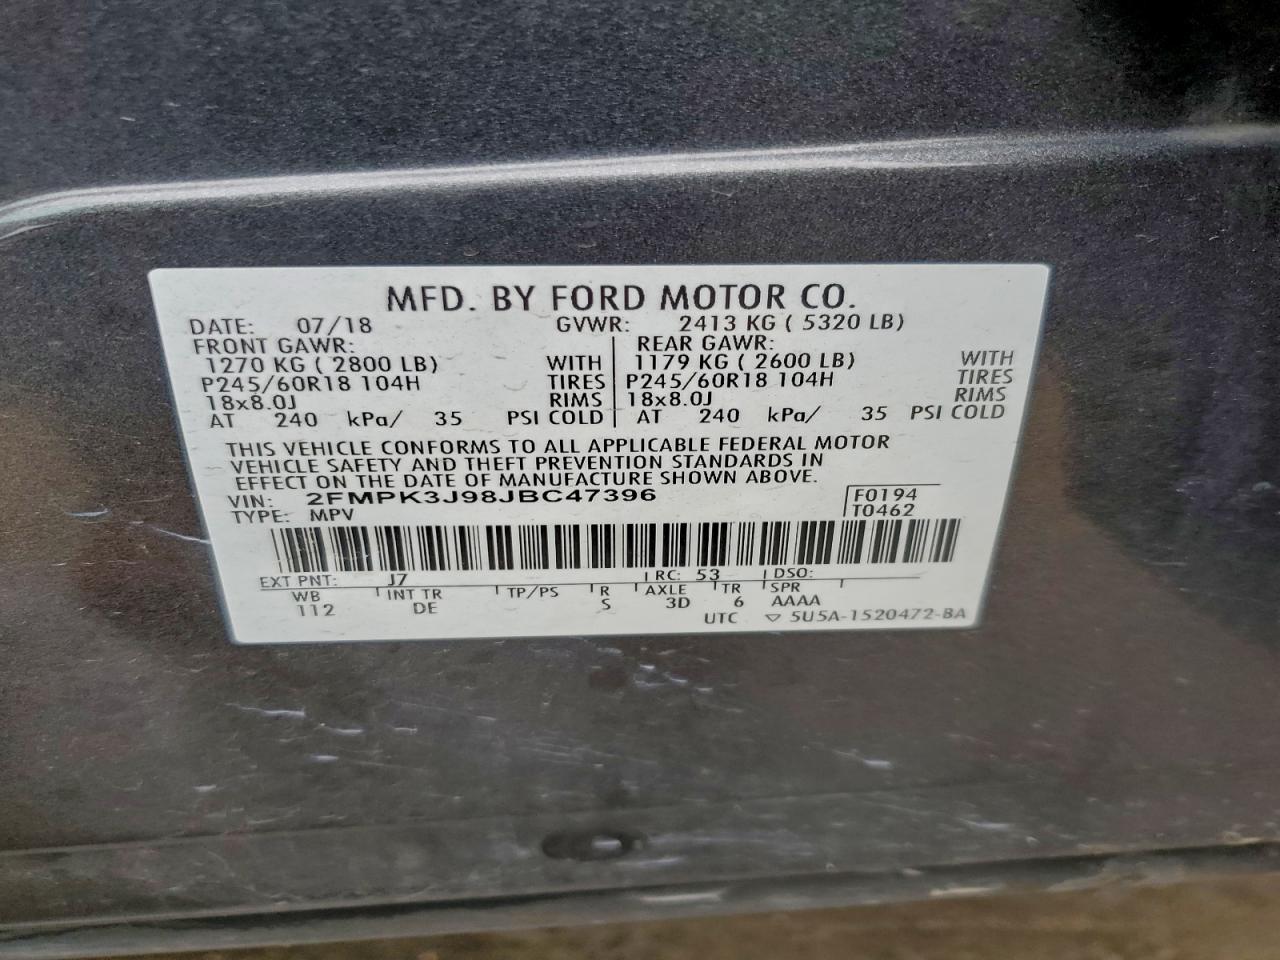 MFD. BY FORD MOTOR CO.
DATE: 07/18 GVWR: 2413 KG ( 5320 LB)
FRONT GAWR: REAR GAWR:
1270 KG ( 2800 LB) WITH 1179 KG ( 2600 LB) WITH
P245/60R18 104H TIRES P245/60R18 104H TIRES
18x8.0J RIMS 18x8.0J RIMS
AT 240 kPa/ 35 PSI COLD AT 240 kPa/ 35 PSI COLD
THIS VEHICLE CONFORMS TO ALL APPLICABLE FEDERAL MOTOR
VEHICLE SAFETY AND THEFT PREVENTION STANDARDS IN
EFFECT ON THE DATE OF MANUFACTURE SHOWN ABOVE.
VIN: 2FMPK3J98JBC47396 F0194
TYPE: MPV T0462
EXT PNT: J7 RC: 53 DSO:
WB INT TR TP/PS R AXLE TR SPR
112 DE S 3D 6 AAAA
UTC ▽ 5U5A-1520472-BA